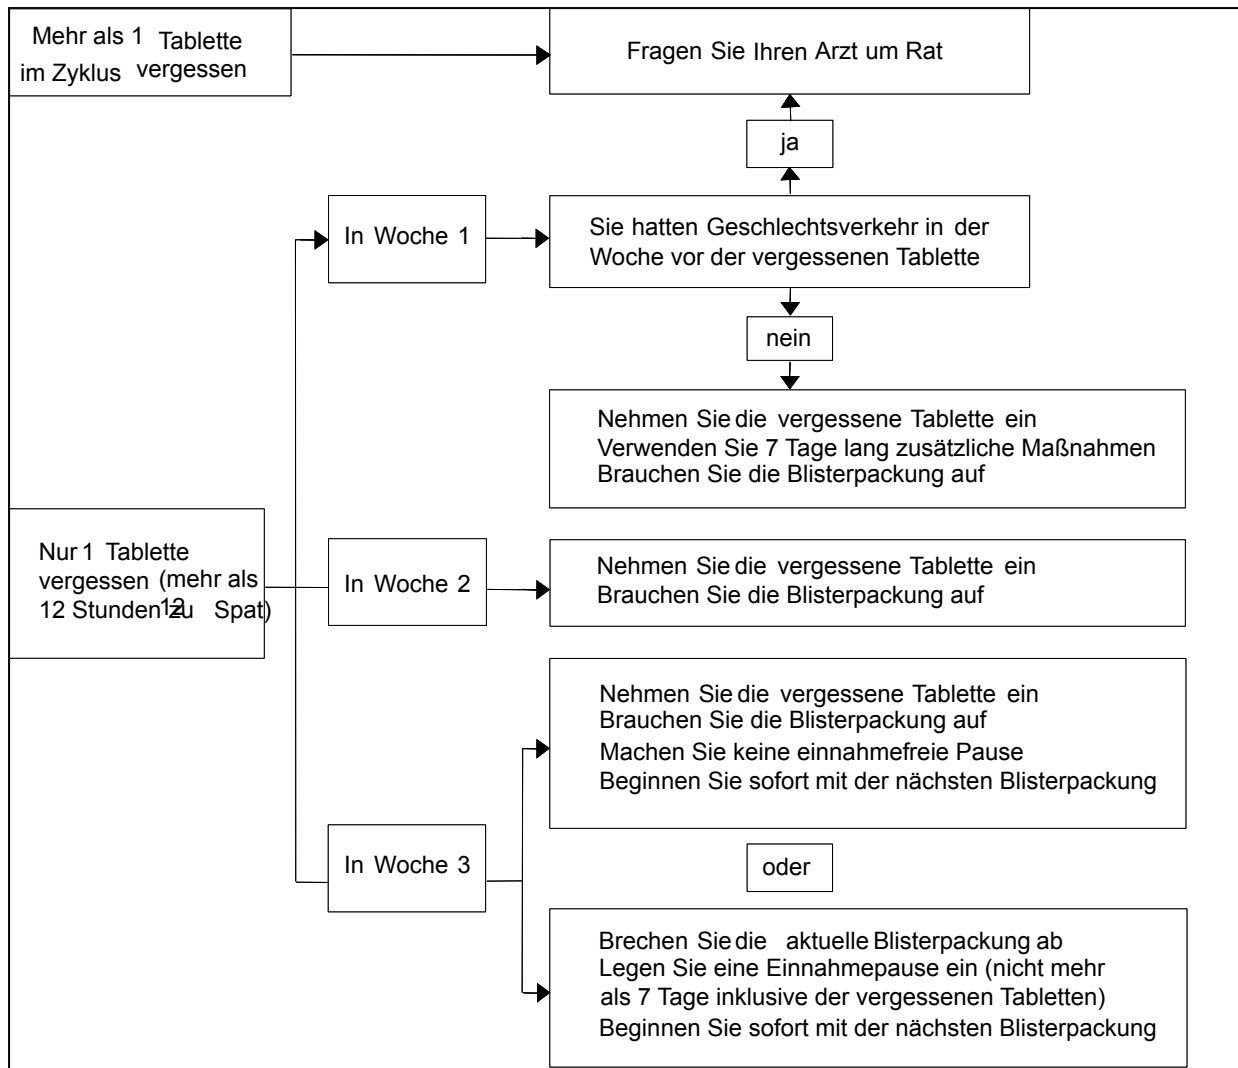 Mehr als 1 Tablette
im Zyklus vergessen
Fragen Sie Ihren Arzt um Rat
ja
In Woche 1
Sie hatten Geschlechtsverkehr in der
Woche vor der vergessenen Tablette
nein
Nehmen Sie die vergessene Tablette ein
Verwenden Sie 7 Tage lang zusätzliche Maßnahmen
Brauchen Sie die Blisterpackung auf
Nur 1 Tablette
vergessen (mehr als
12 Stunden 12 zu Spat)
In Woche 2
Nehmen Sie die vergessene Tablette ein
Brauchen Sie die Blisterpackung auf
In Woche 3
Nehmen Sie die vergessene Tablette ein
Brauchen Sie die Blisterpackung auf
Machen Sie keine einnahmefreie Pause
Beginnen Sie sofort mit der nächsten Blisterpackung
oder
Brechen Sie die aktuelle Blisterpackung ab
Legen Sie eine Einnahmepause ein (nicht mehr
als 7 Tage inklusive der vergessenen Tabletten)
Beginnen Sie sofort mit der nächsten Blisterpackung